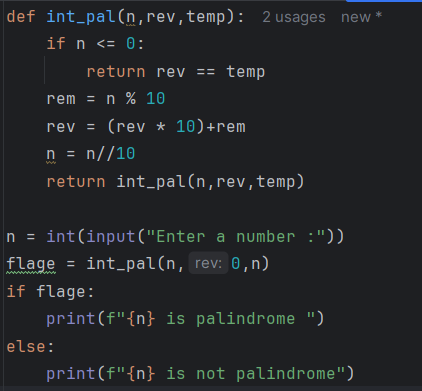 def int_pal(n,rev,temp): 2 usages new *
    if n <= 0:
        return rev == temp
    rem = n % 10
    rev = (rev * 10)+rem
    n = n//10
    return int_pal(n,rev,temp)

n = int(input("Enter a number :"))
flage = int_pal(n, rev: 0,n)
if flage:
    print(f"{n} is palindrome ")
else:
    print(f"{n} is not palindrome")